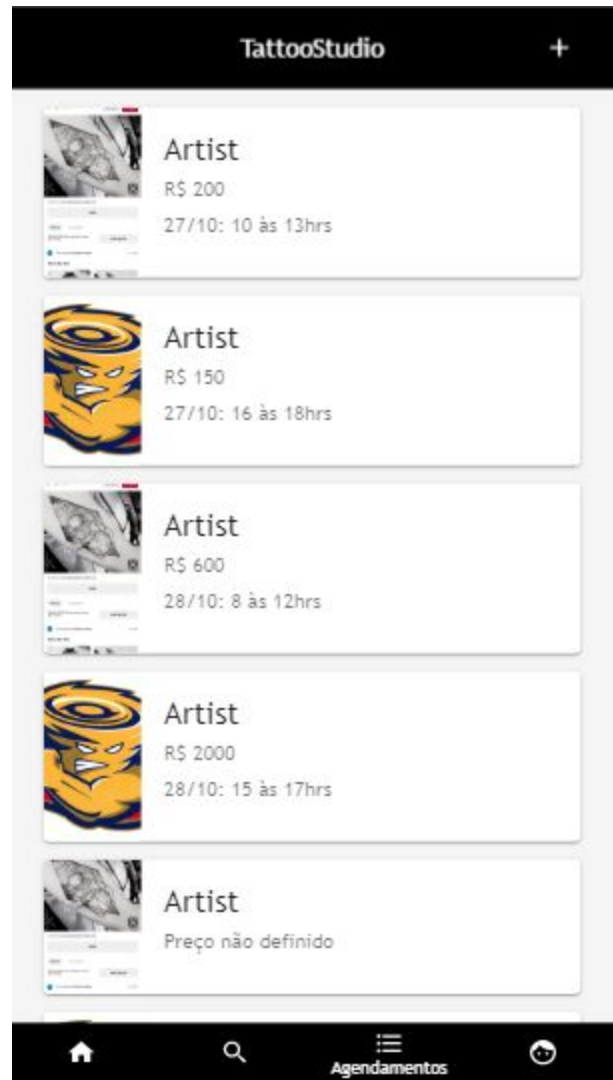 TattooStudio
Artist
R$ 200
27/10: 10 às 13hrs
Artist
R$ 150
27/10: 16 às 18hrs
Artist
R$ 600
28/10: 8 às 12hrs
Artist
R$ 2000
28/10: 15 às 17hrs
Artist
Preço não definido
Agendamentos